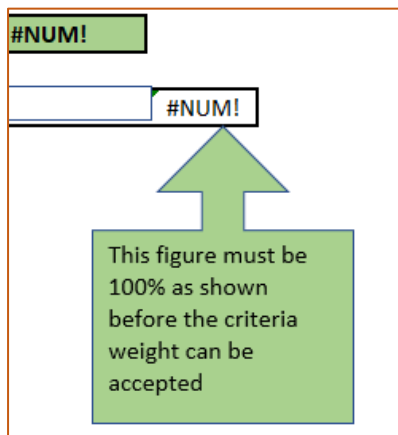 #NUM!
#NUM!
This figure must be
100% as shown
before the criteria
weight can be
accepted